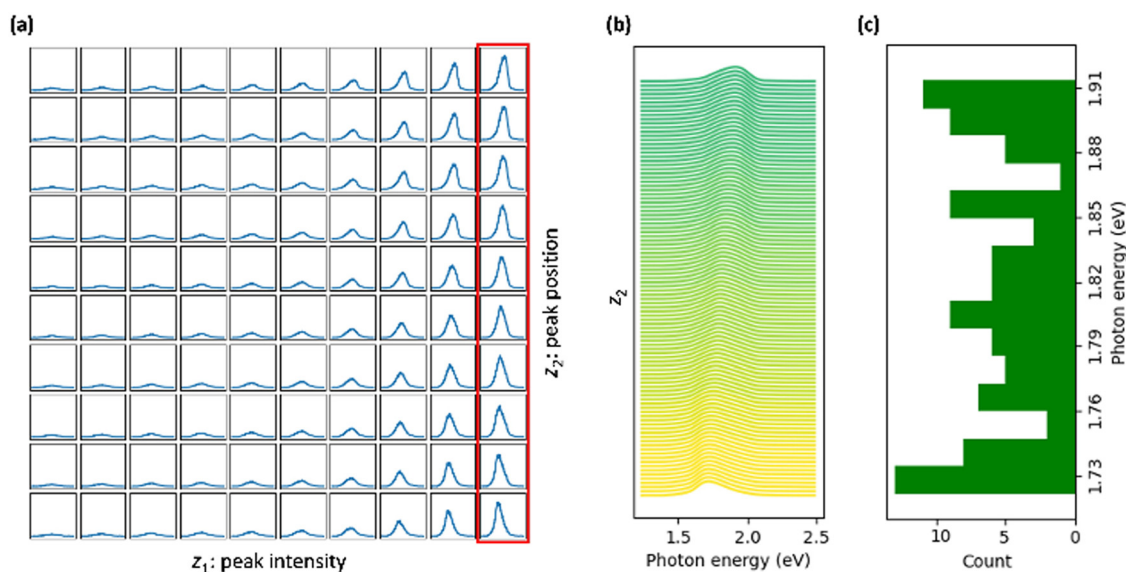 (a)
z₁: peak intensity
z₂: peak position
(b)
z₂
1.5 2.0 2.5
Photon energy (eV)
(c)
1.91
1.88
1.85
1.82
1.79
1.76
1.73
Photon energy (eV)
10 5 0
Count